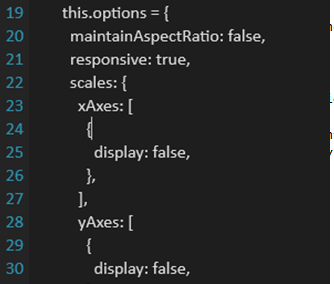 19 this.options = {
20 maintainAspectRatio: false,
21 responsive: true,
22 scales: {
23 xAxes: [
24 {
25 display: false,
26 },
27 ],
28 yAxes: [
29 {
30 display: false,